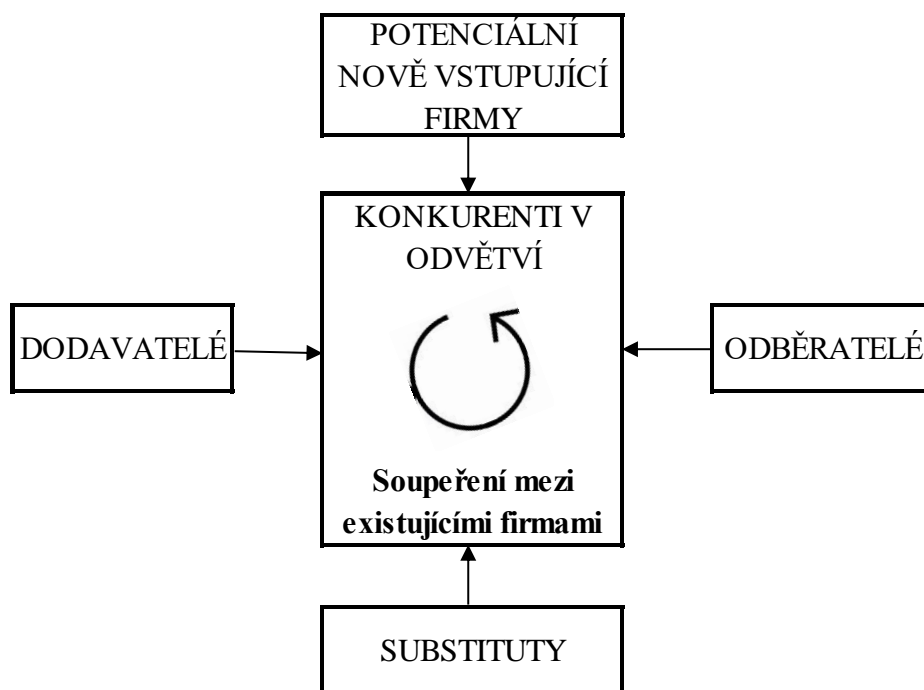 POTENCIÁLNÍ
NOVĚ VSTUPUJÍCÍ
FIRMY
KONKURENTI V
ODVĚTVÍ
DODAVATELÉ
ODBĚRATELÉ
Soupeření mezi
existujícími firmami
SUBSTITUTY